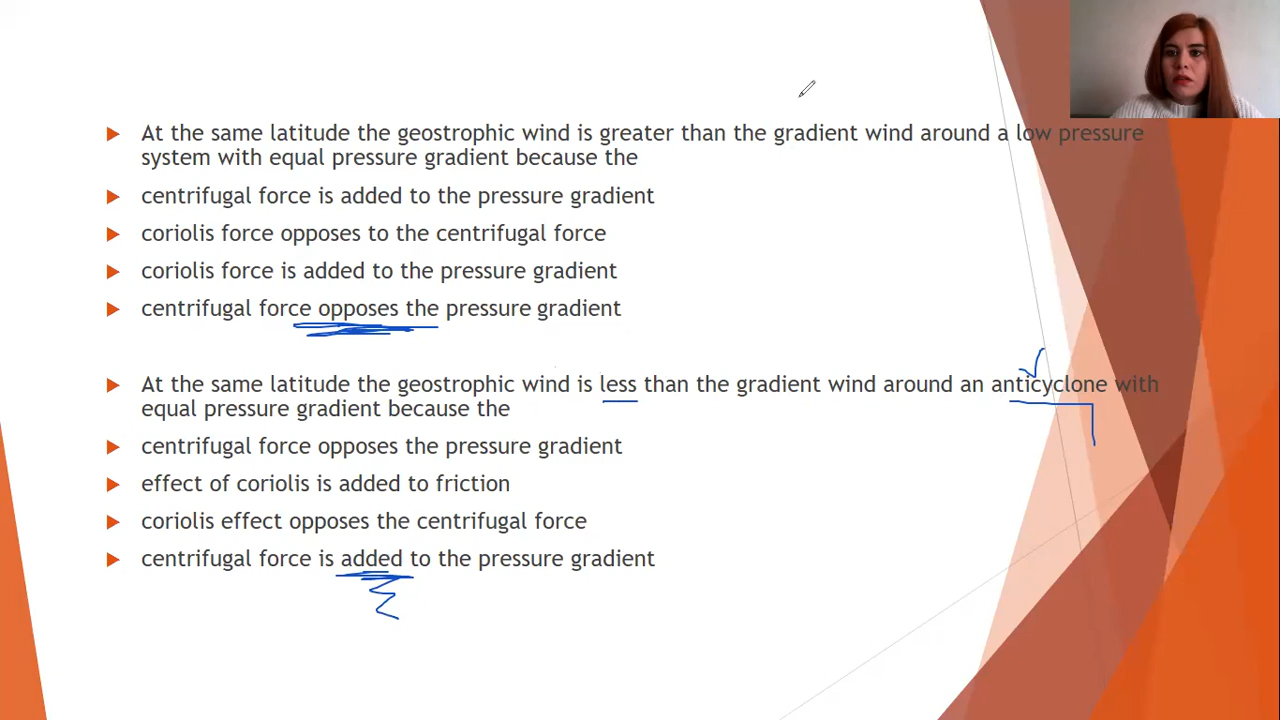 At the same latitude the geostrophic wind is greater than the gradient wind around a low pressure
system with equal pressure gradient because the
centrifugal force is added to the pressure gradient
coriolis force opposes to the centrifugal force
coriolis force is added to the pressure gradient
centrifugal force opposes the pressure gradient
At the same latitude the geostrophic wind is less than the gradient wind around an anticyclone with
equal pressure gradient because the
centrifugal force opposes the pressure gradient
effect of coriolis is added to friction
coriolis effect opposes the centrifugal force
centrifugal force is added to the pressure gradient